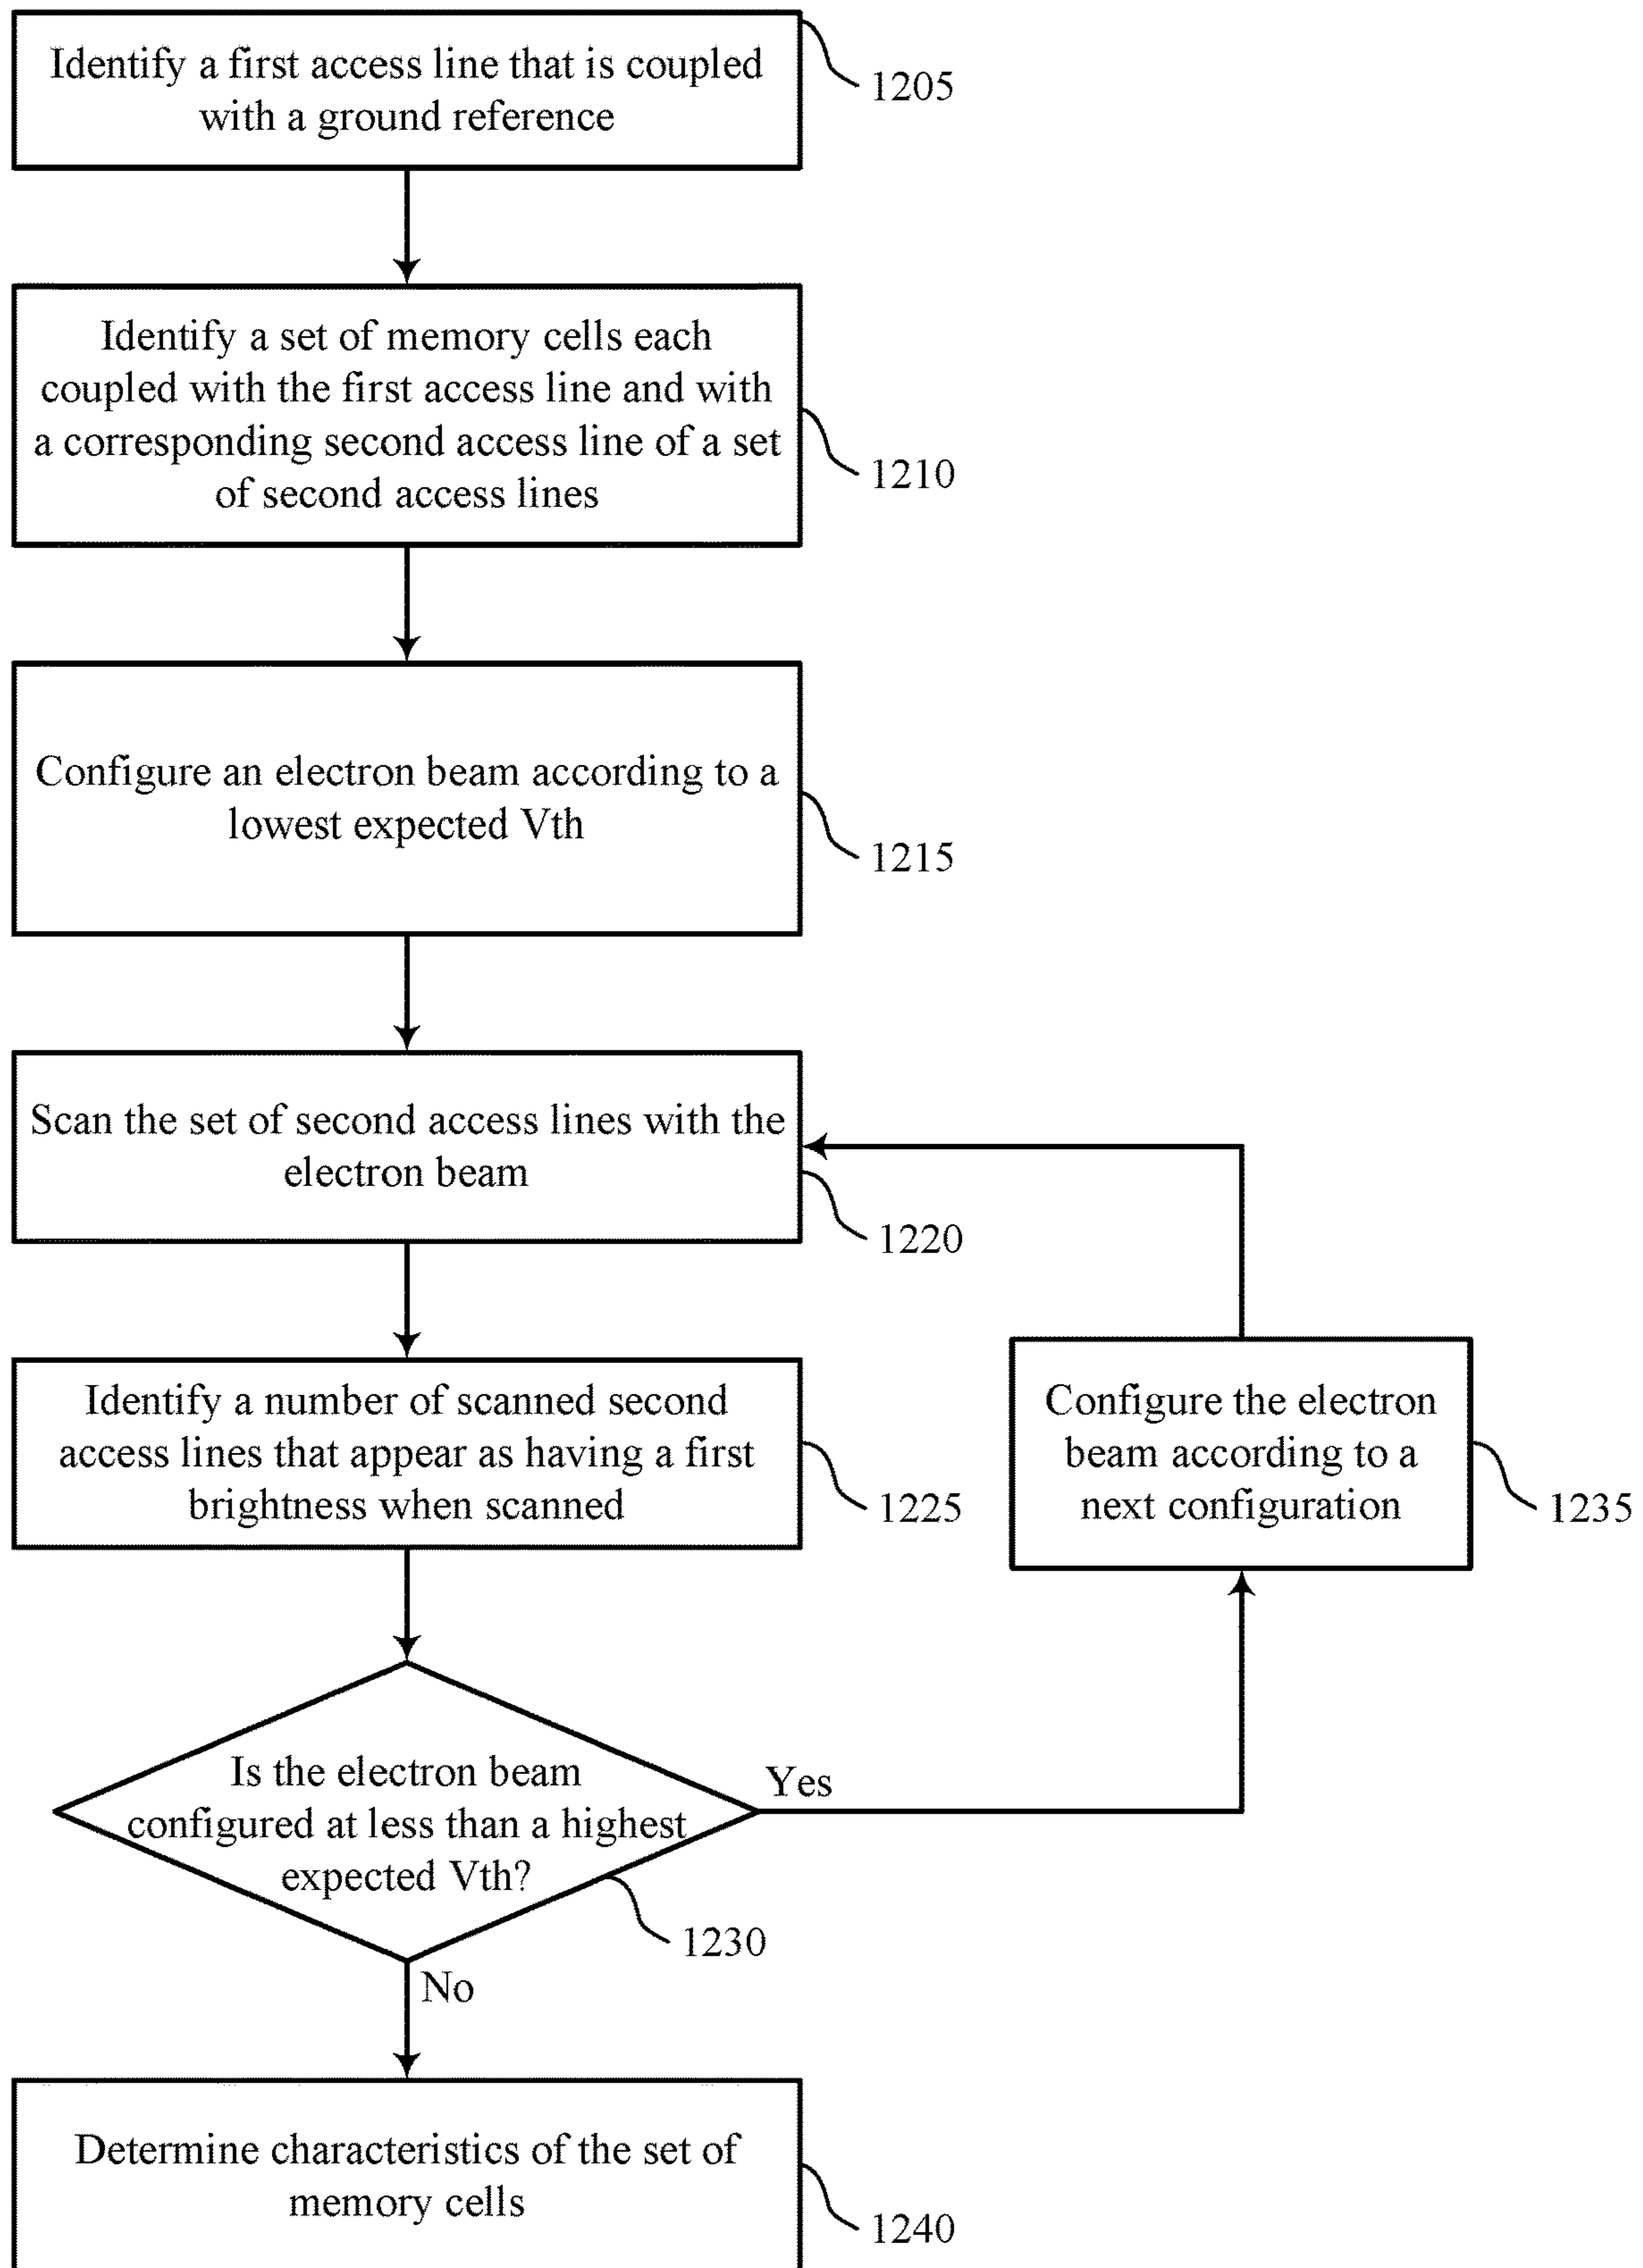 Identify a first access line that is coupled
with a ground reference
1205
Identify a set of memory cells each
coupled with the first access line and with
a corresponding second access line of a set
of second access lines
1210
Configure an electron beam according to a
lowest expected Vth
1215
Scan the set of second access lines with the
electron beam
1220
Identify a number of scanned second
access lines that appear as having a first
brightness when scanned
1225
Configure the electron
beam according to a
next configuration
1235
Is the electron beam
configured at less than a highest
expected Vth?
1230
Yes
No
Determine characteristics of the set of
memory cells
1240